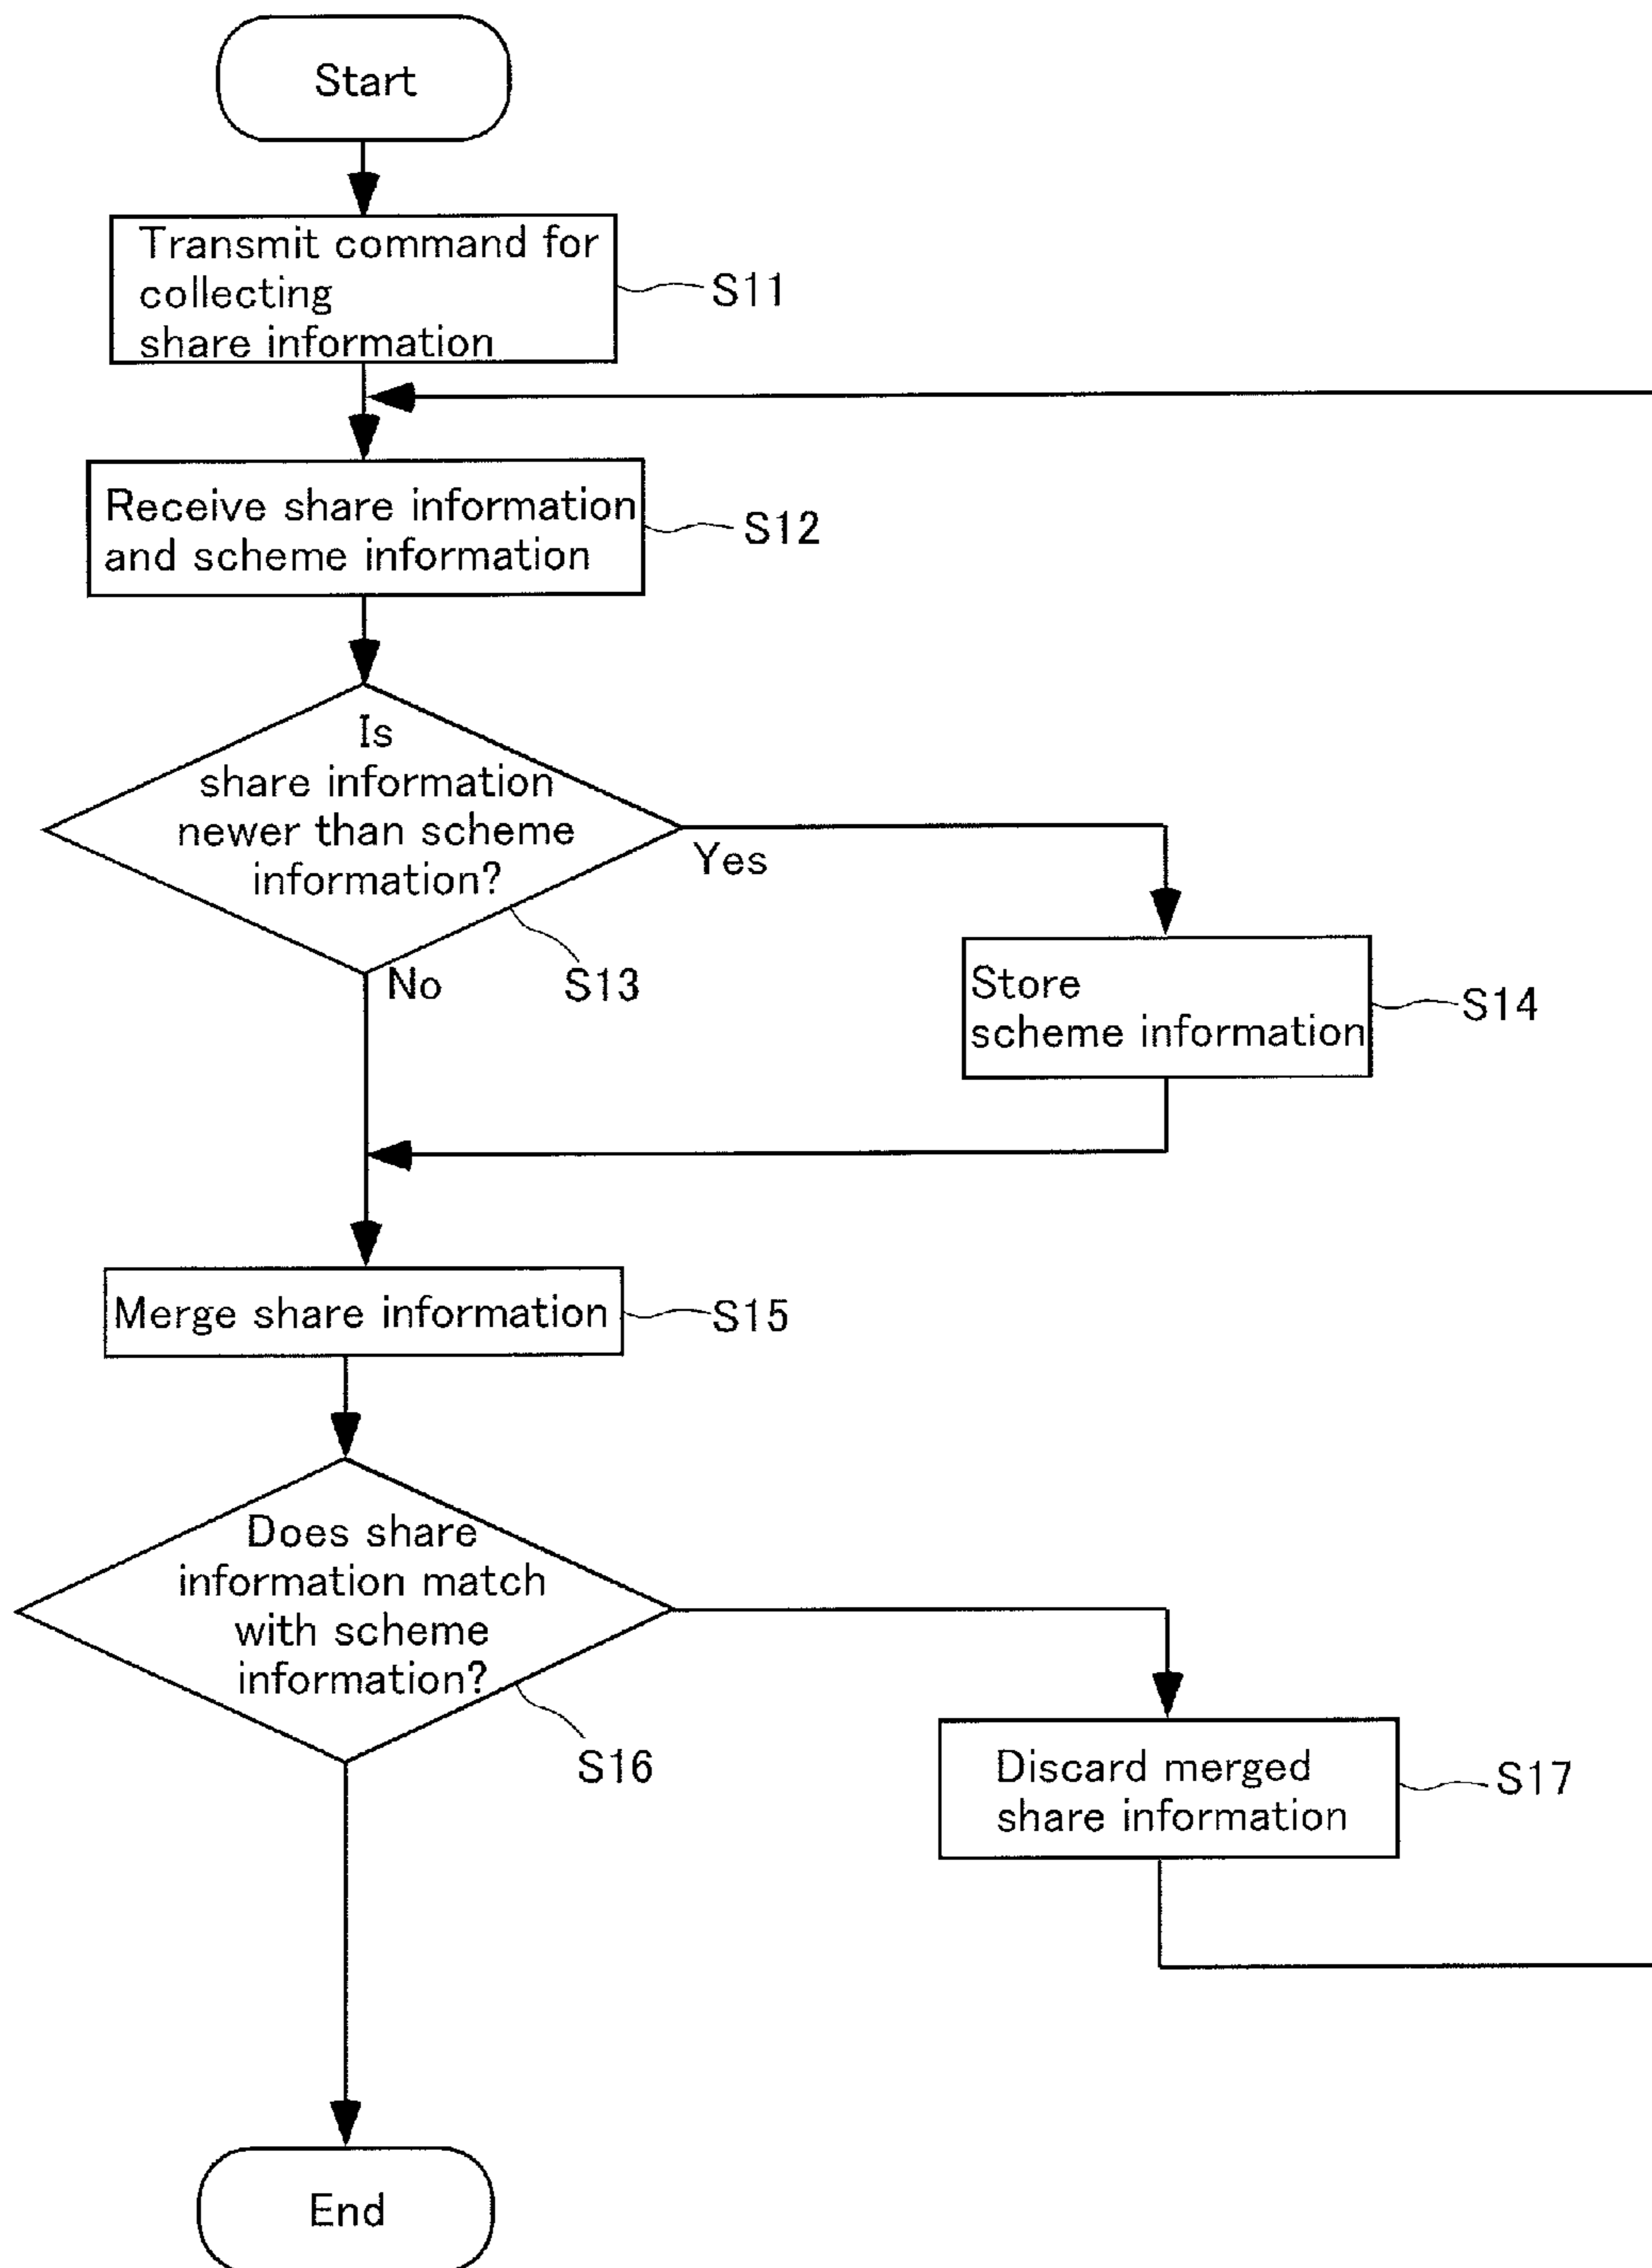 Start
Transmit command for
collecting
share information
S11
Receive share information
and scheme information
S12
Is
share information
newer than scheme
information?
Yes
No
S13
Store
scheme information
S14
Merge share information
S15
Does share
information match
with scheme
information?
S16
Discard merged
share information
S17
End